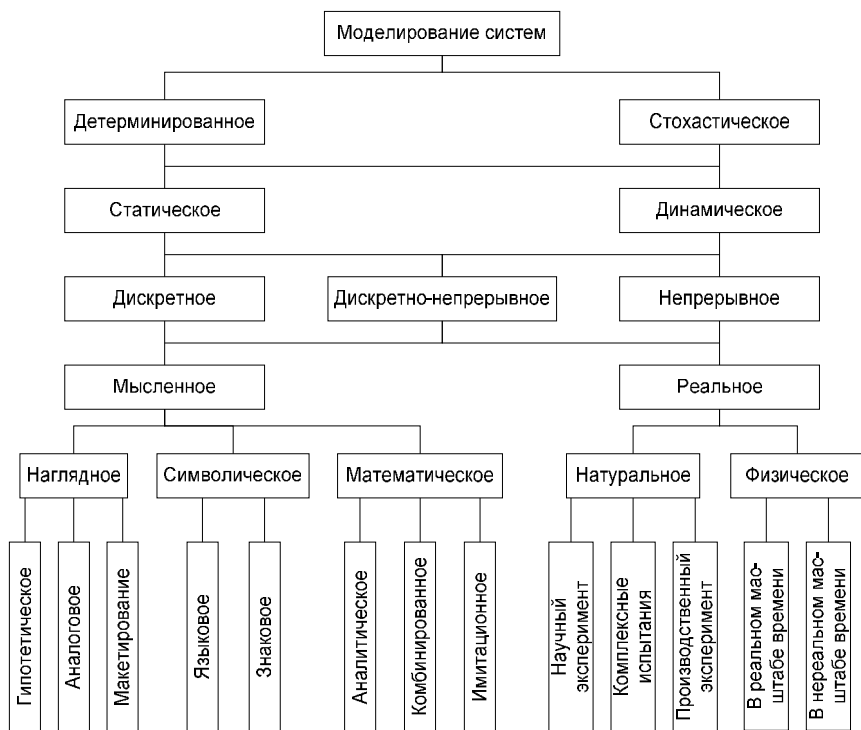 Моделирование систем
Детерминированное
Стохастическое
Статическое
Динамическое
Дискретное
Дискретно-непрерывное
Непрерывное
Мысленное
Реальное
Наглядное
Символическое
Математическое
Натуральное
Физическое
Гипотетическое
Аналоговое
Макетирование
Языковое
Знаковое
Аналитическое
Комбинированное
Имитационное
Научный
эксперимент
Комплексные
испытания
Производственный
эксперимент
В реальном мас-
штабе времени
В нереальном мас-
штабе времени